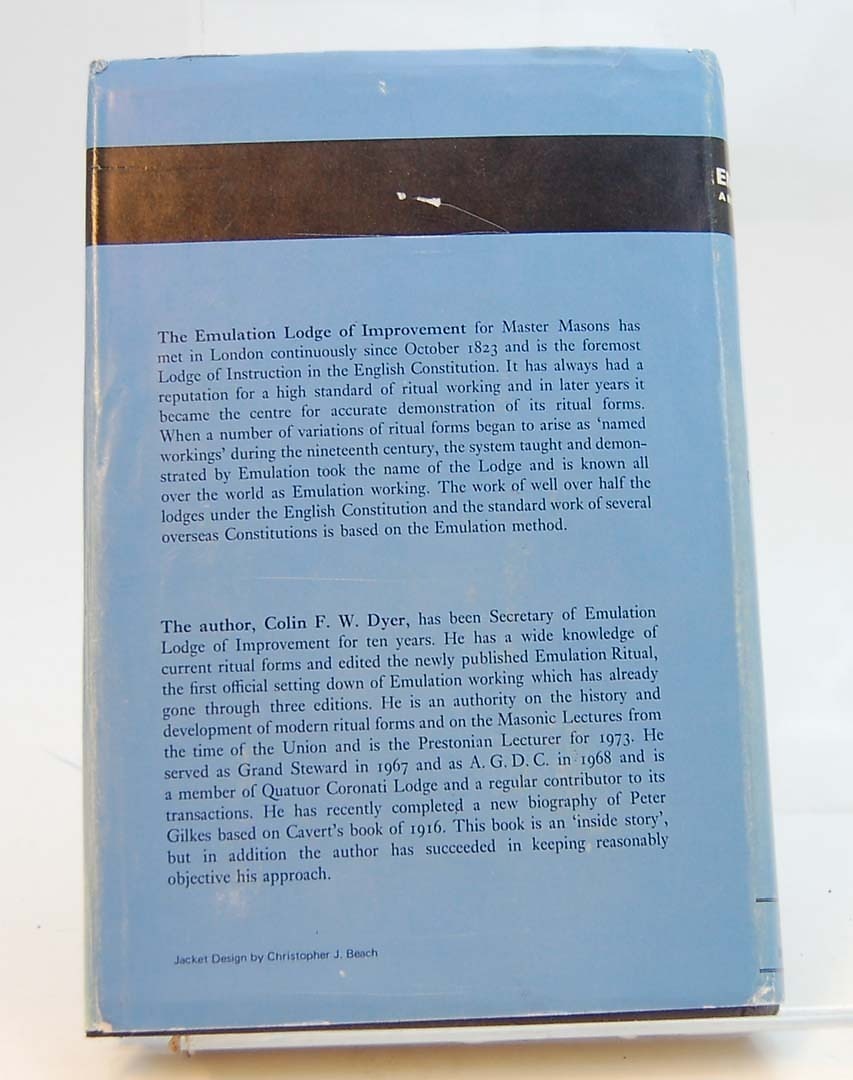 The Emulation Lodge of Improvement for Master Masons has
met in London continuously since October 1823 and is the foremost
Lodge of Instruction in the English Constitution. It has always had a
reputation for a high standard of ritual working and in later years it
became the centre for accurate demonstration of its ritual forms.
When a number of variations of ritual forms began to arise as ‘named
workings’ during the nineteenth century, the system taught and demon-
strated by Emulation took the name of the Lodge and is known all
over the world as Emulation working. The work of well over half the
lodges under the English Constitution and the standard work of several
overseas Constitutions is based on the Emulation method.
The author, Colin F. W. Dyer, has been Secretary of Emulation
Lodge of Improvement for ten years. He has a wide knowledge of
current ritual forms and edited the newly published Emulation Ritual,
the first official setting down of Emulation working which has already
gone through three editions. He is an authority on the history and
development of modern ritual forms and on the Masonic Lectures from
the time of the Union and is the Prestonian Lecturer for 1973. He
served as Grand Steward in 1967 and as A. G. D. C. in 1968 and is
a member of Quatuor Coronati Lodge and a regular contributor to its
transactions. He has recently completed a new biography of Peter
Gilkes based on Cavert’s book of 1916. This book is an ‘inside story’,
but in addition the author has succeeded in keeping reasonably
objective his approach.
Jacket Design by Christopher J. Beach